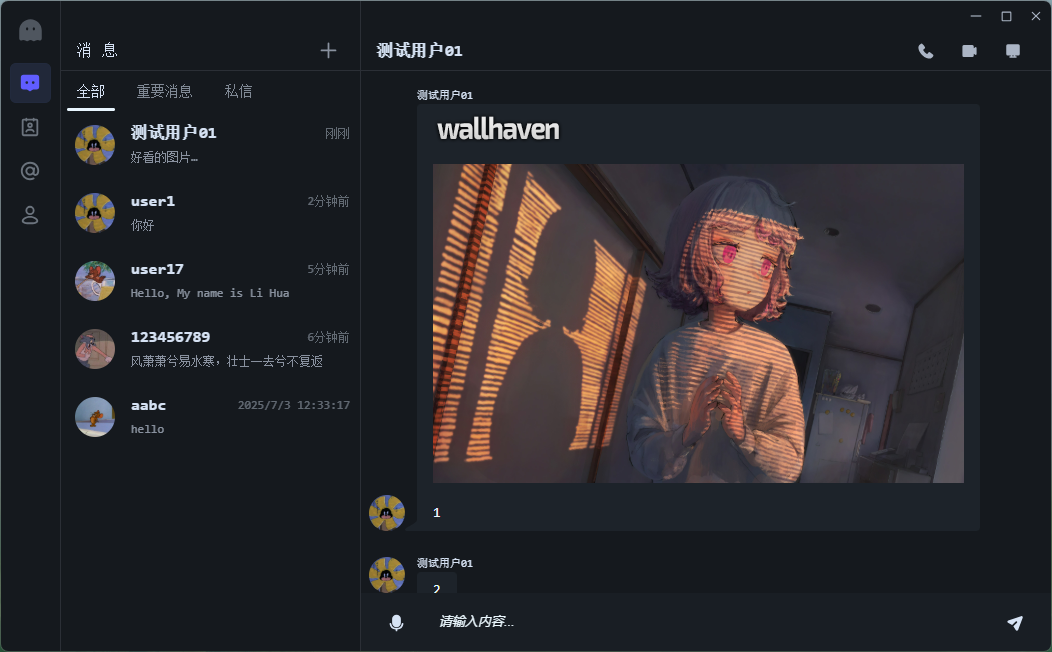 消 息
全部 重要消息 私信
测试用户01 刚刚
好看的图片…
user1 2分钟前
你好
user17 5分钟前
Hello, My name is Li Hua
123456789 6分钟前
风萧萧兮易水寒，壮士一去兮不复返
aabc 2025/7/3 12:33:17
hello
测试用户01
测试用户01
wallhaven
1
测试用户01
2
请输入内容…